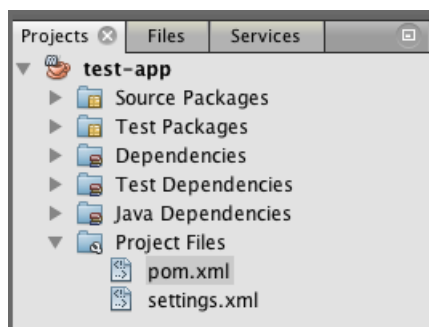 Projects Files Services
test-app
Source Packages
Test Packages
Dependencies
Test Dependencies
Java Dependencies
Project Files
pom.xml
settings.xml